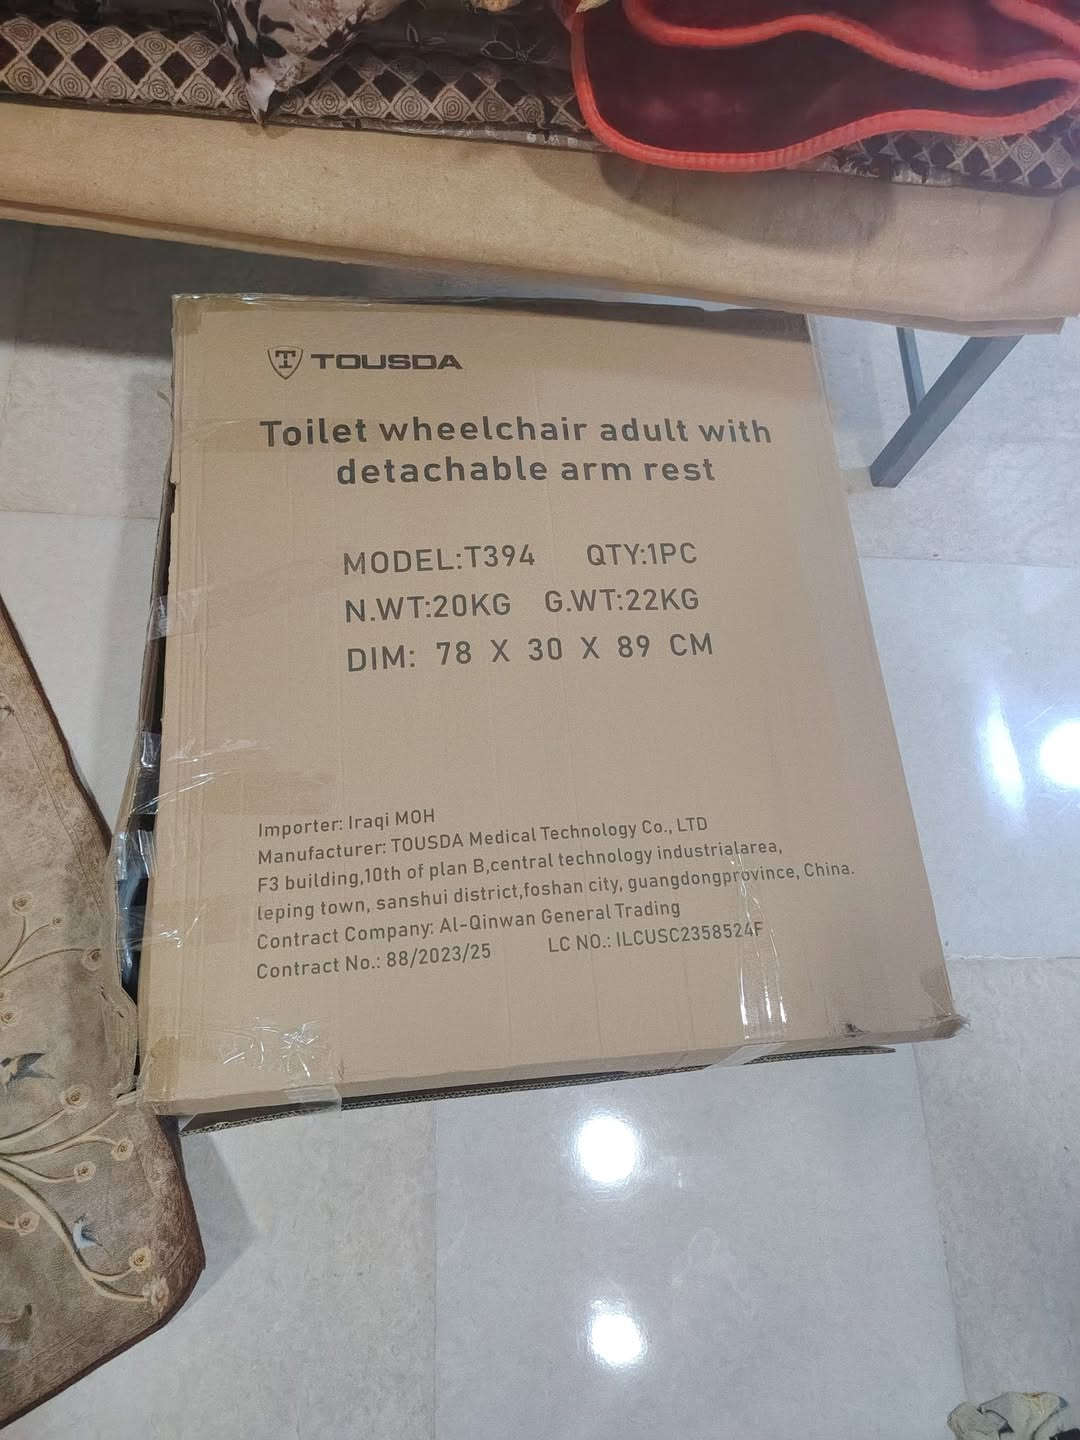 T TOUSDA
Toilet wheelchair adult with
detachable arm rest
MODEL:T394 QTY:1PC
N.WT:20KG G.WT:22KG
DIM: 78 X 30 X 89 CM
Importer: Iraqi MOH
Manufacturer: TOUSDA Medical Technology Co., LTD
F3 building,10th of plan B,central technology industrialarea,
leping town, sanshui district,foshan city, guangdongprovince, China.
Contract Company: Al-Qinwan General Trading
Contract No.: 88/2023/25 LC NO.: ILCUSC2358524F